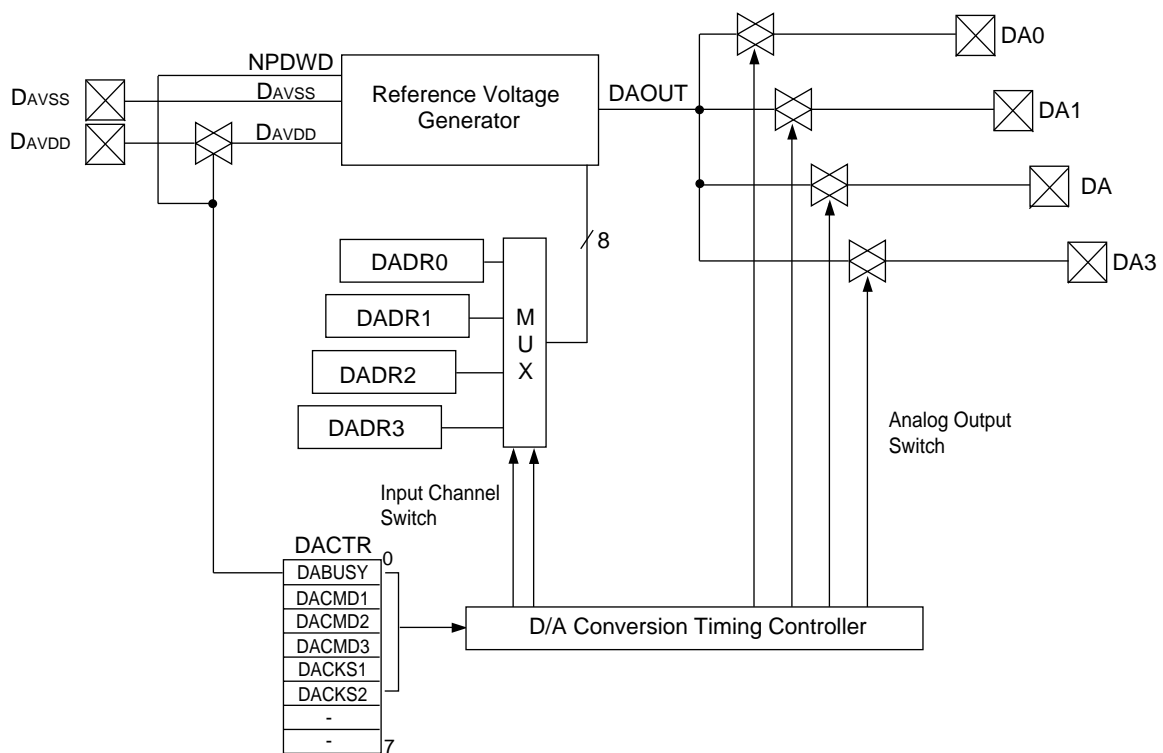 NPDWD
DAVSS
DAVSS
DAVDD
DAVDD
Reference Voltage
Generator
DAOUT
DA0
DA1
DA
DA3
8
DADR0
DADR1
DADR2
DADR3
M
U
X
Input Channel
Switch
Analog Output
Switch
DACTR
0
DABUSY
DACMD1
DACMD2
DACMD3
DACKS1
DACKS2
-
-
7
D/A Conversion Timing Controller